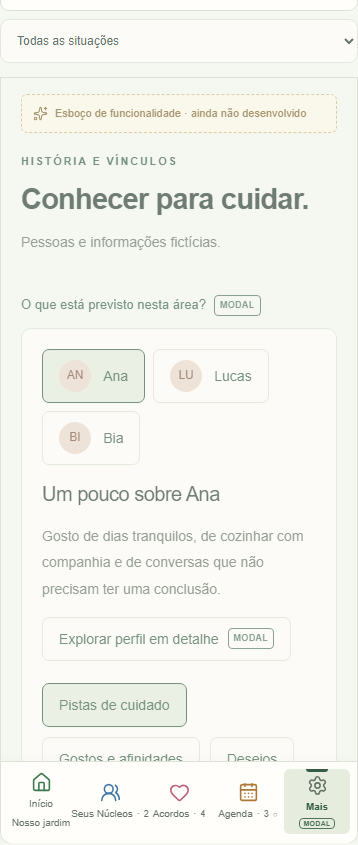 Todas as situações
Esboço de funcionalidade · ainda não desenvolvido
HISTÓRIA E VÍNCULOS
Conhecer para cuidar.
Pessoas e informações fictícias.
O que está previsto nesta área? MODAL
AN Ana LU Lucas
BI Bia
Um pouco sobre Ana
Gosto de dias tranquilos, de cozinhar com
companhia e de conversas que não
precisam ter uma conclusão.
Explorar perfil em detalhe MODAL
Pistas de cuidado
Gostos e afinidades Desejos
Início
Nosso jardim
Seus Núcleos · 2
Acordos · 4
Agenda · 3
Mais
MODAL